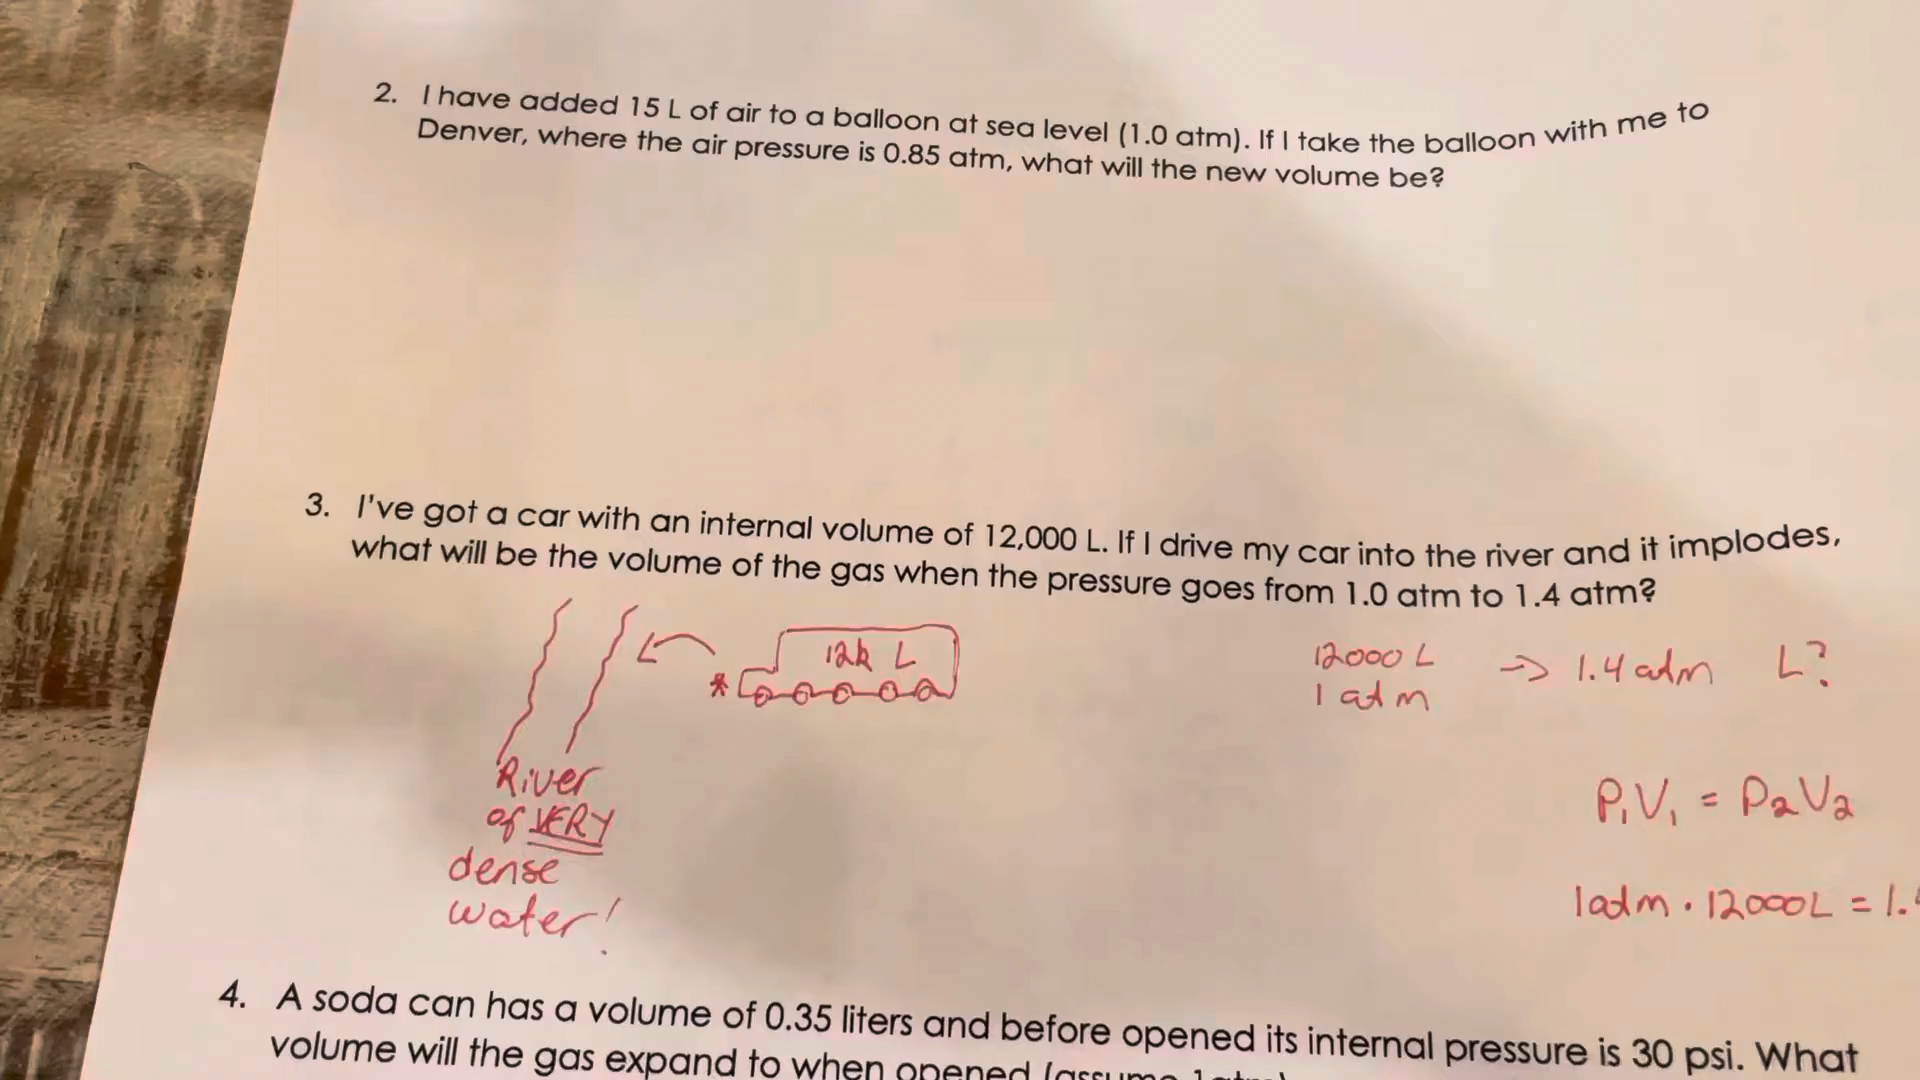 2. I have added 15 L of air to a balloon at sea level (1.0 atm). If I take the balloon with me to
Denver, where the air pressure is 0.85 atm, what will the new volume be?
3. I've got a car with an internal volume of 12,000 L. If I drive my car into the river and it implodes,
what will be the volume of the gas when the pressure goes from 1.0 atm to 1.4 atm?
12k L
12000 L → 1.4 atm L?
1 atm
River
of VERY
dense
water!
P₁V₁ = P₂V₂
1atm · 12000L = 1.
4. A soda can has a volume of 0.35 liters and before opened its internal pressure is 30 psi. What
volume will the gas expand to when opened (assume 1 atm)